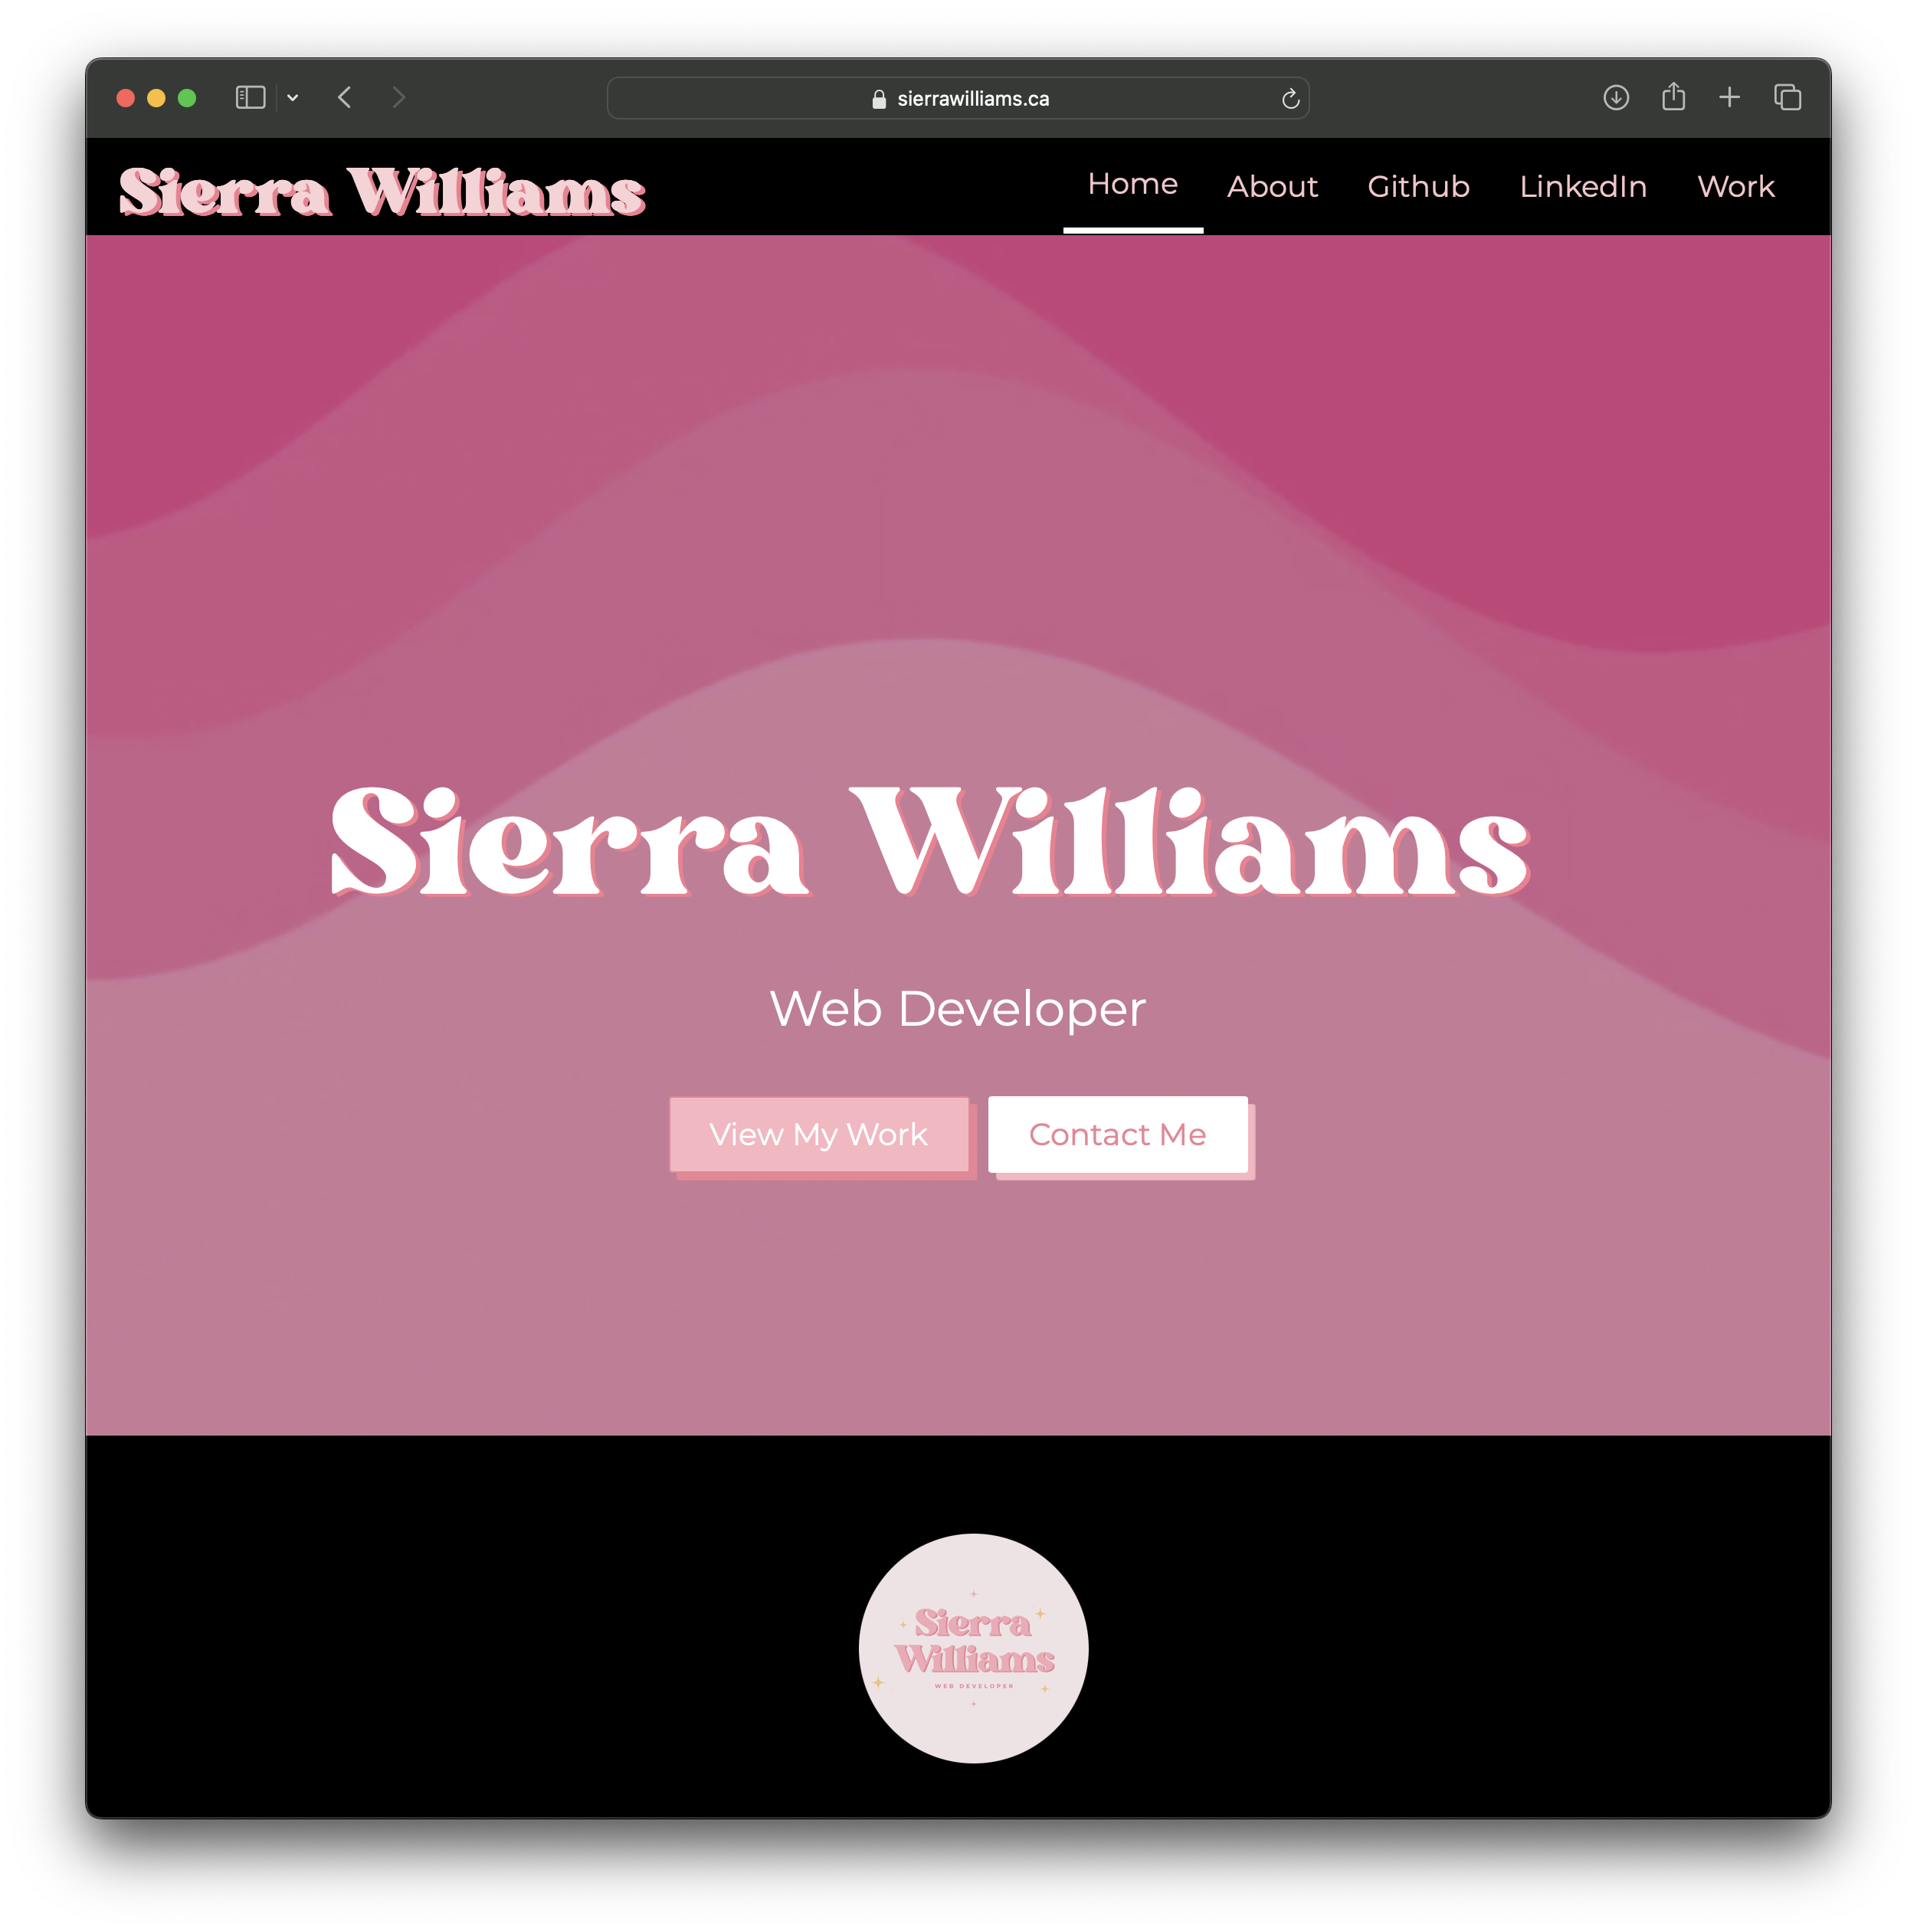 sierrawilliams.ca
Sierra Williams
Home About Github LinkedIn Work
Sierra Williams
Web Developer
View My Work Contact Me
Sierra
Williams
WEB DEVELOPER